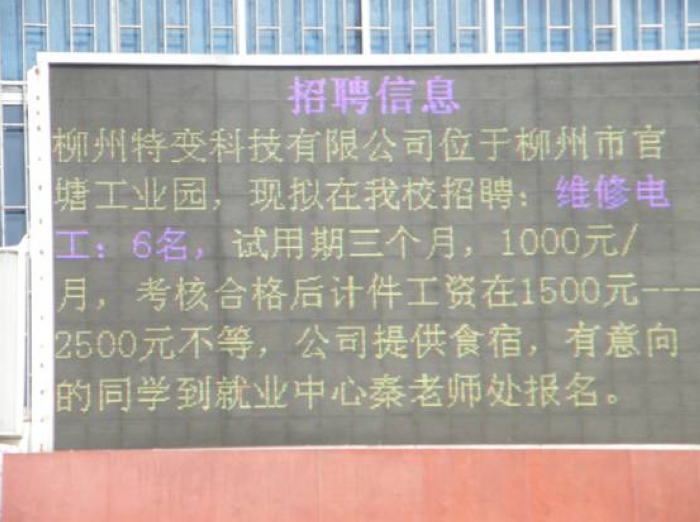 招聘信息
柳州特变科技有限公司位于柳州市官
塘工业园，现拟在我校招聘：维修电
工：6名，试用期三个月，1000元/
月，考核合格后计件工资在1500元---
2500元不等，公司提供食宿，有意向
的同学到就业中心秦老师处报名。